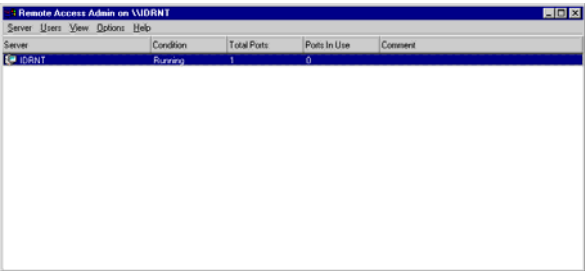 Remote Access Admin on \\IDRNT
Server Users View Options Help
Server Condition Total Ports Ports In Use Comment
IDRNT Running 1 0